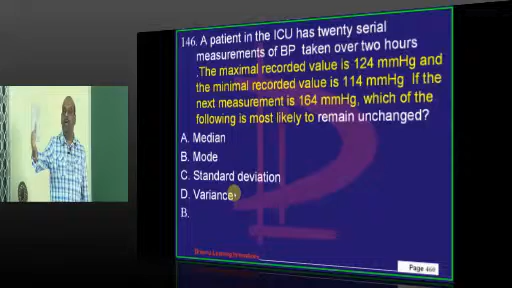 146. A patient in the ICU has twenty serial
measurements of BP taken over two hours
.The maximal recorded value is 124 mmHg and
the minimal recorded value is 114 mmHg If the
next measurement is 164 mmHg, which of the
following is most likely to remain unchanged?
A. Median
B. Mode
C. Standard deviation
D. Variance
B.
Page 460